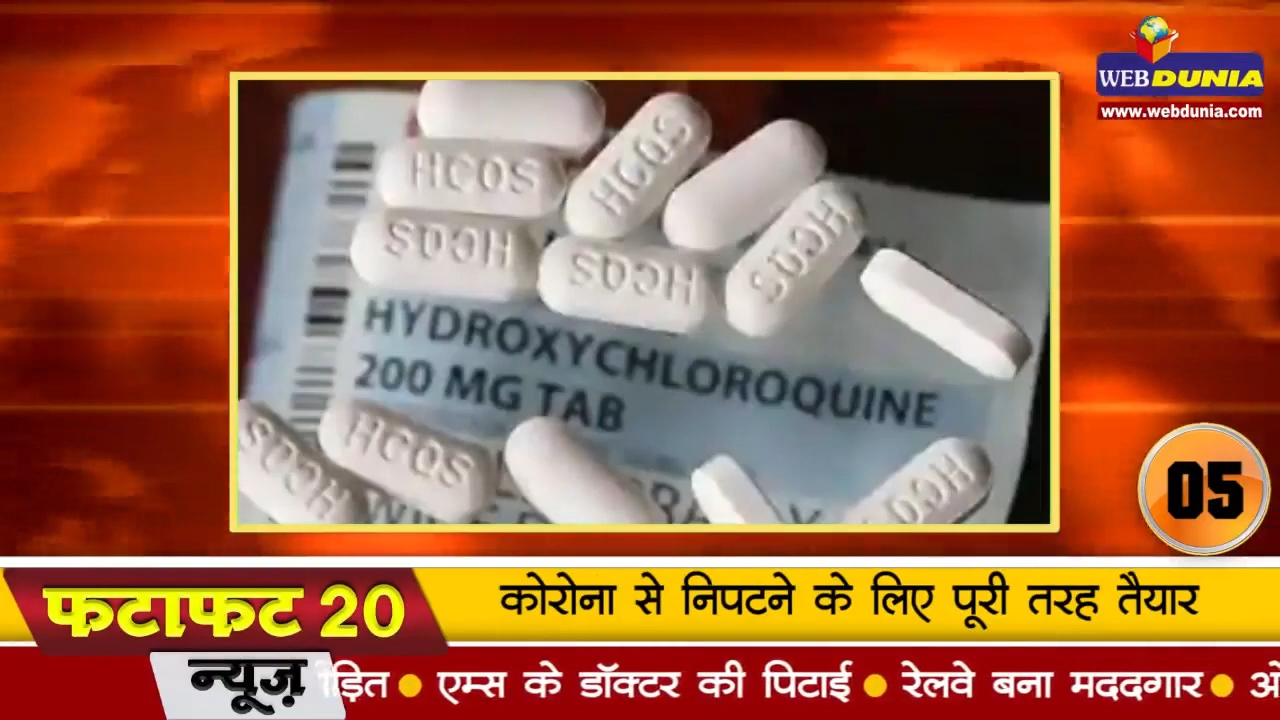 WEBDUNIA
www.webdunia.com
HCQS
HCQS
HCQS
HCQS
HCQS
HYDROXYCHLOROQUINE
200 MG TAB
HCQS
HCQS
HCQS
05
फटाफट 20
न्यूज़
कोरोना से निपटने के लिए पूरी तरह तैयार
एम्स के डॉक्टर की पिटाई • रेलवे बना मददगार •